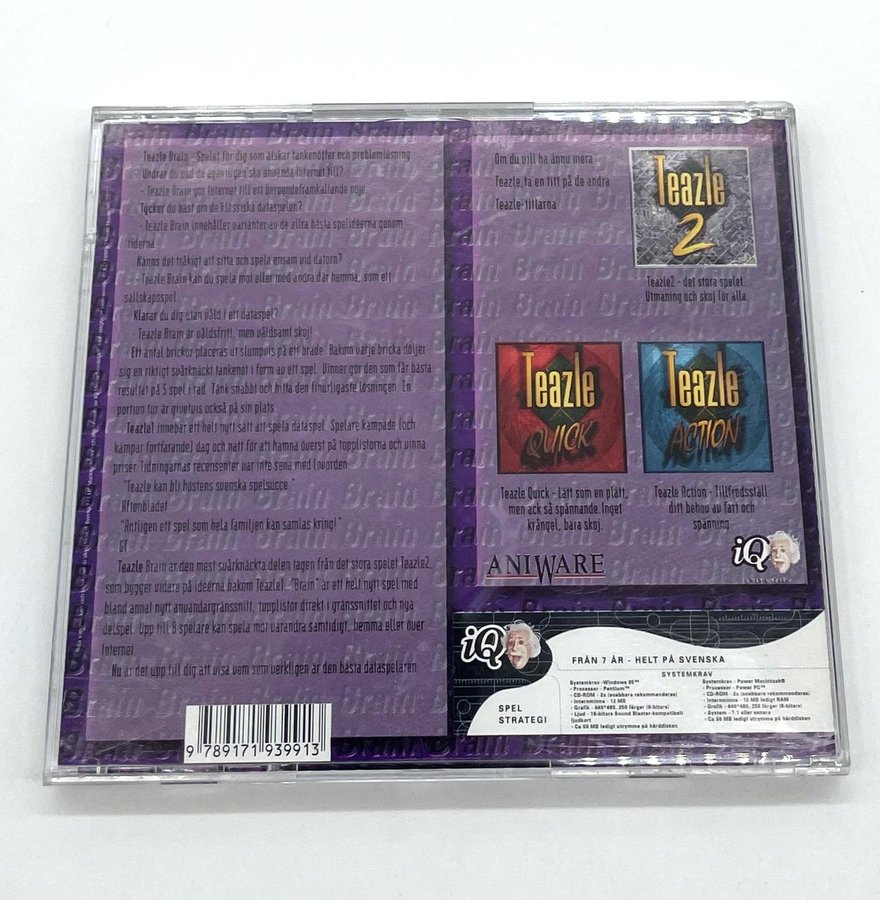 Teazle Brain - Spelet för dig som älskar tankenötter och problemlösning.
Undrar du vad du egentligen ska använda Internet till?
- Teazle Brain gör Internet till ett beroendeframkallande nöje.
Tycker du bäst om de klassiska dataspelen?
- Teazle Brain innehåller varianter av de allra bästa spelidéerna genom
tiderna
Känns det tråkigt att sitta och spela ensam vid datorn?
- Teazle Brain kan du spela mot eller med andra där hemma, som ett
sällskapsspel.
Klarar du dig utan våld i ett dataspel?
- Teazle Brain är våldsfritt, men våldsamt skoj!
Ett antal brickor placeras ut slumpvis på ett bräde. Bakom varje bricka döljer
sig en riktigt svårknäckt tankenöt i form av ett spel. Vinner gör den som får bästa
resultat på 5 spel i rad. Tänk snabbt och hitta den finurligaste lösningen. En
portion tur är givetvis också på sin plats
Teazle1 innebar ett helt nytt sätt att spela dataspel. Spelare kämpade (och
kämpar fortfarande) dag och natt för att hamna överst på topplistorna och vinna
priser. Tidningarnas recensenter var inte sena med lovorden
"Teazle kan bli höstens svenska spelsucce"
Aftonbladet
"Äntligen ett spel som hela familjen kan samlas kring!"
GT
Teazle Brain är den mest svårknäckta delen tagen från det stora spelet Teazle2,
som bygger vidare på idéerna bakom Teazle1. "Brain" är ett helt nytt spel med
bland annat nytt användargränssnitt, topplistor direkt i gränssnittet och nya
delspel. Upp till 8 spelare kan spela mot varandra samtidigt, hemma eller över
Internet
Nu är det upp till dig att visa vem som verkligen är den bästa dataspelaren.
9 789171 939913
Om du vill ha ännu mera
Teazle, ta en titt på de andra
Teazle-titlarna
Teazle
2
Teazle2 - det stora spelet.
Utmaning och skoj för alla.
Teazle
QUICK
Teazle Quick - Lätt som en plätt,
men ack så spännande. Inget
krångel, bara skoj.
Teazle
ACTION
Teazle Action - Tillfredsställ
ditt behov av fart och
spänning.
ANIWARE
iQ
iQ
SPEL
STRATEGI
FRÅN 7 ÅR - HELT PÅ SVENSKA
SYSTEMKRAV
Systemkrav -Windows 95™
- Processor - Pentium™
- CD-ROM - 2x (snabbare rekommenderas)
- Internminne - 12 MB
- Grafik - 640*480, 256 färger (8-bitars)
- Ljud - 16-bitars Sound Blaster-kompatibelt
ljudkort
- Ca 50 MB ledigt utrymme på hårddisken
Systemkrav - Power Macintosh®
- Processor - Power PC™
- CD-ROM - 2x (snabbare rekommenderas)
- Internminne - 12 MB ledigt RAM
- Grafik - 640*480, 256 färger (8-bitars)
- System - 7.1 eller senare
- Ca 50 MB ledigt utrymme på hårddisken